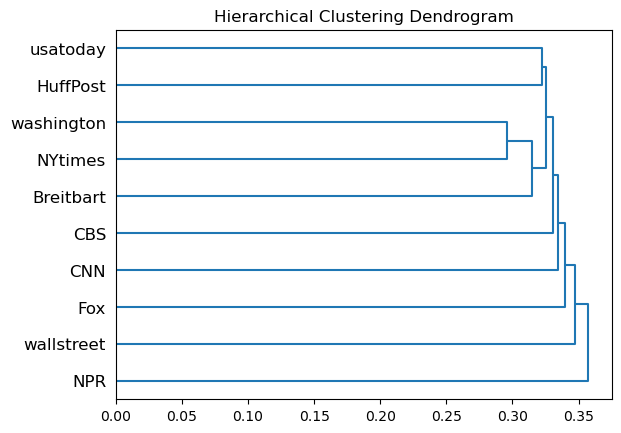 Hierarchical Clustering Dendrogram
usatoday
HuffPost
washington
NYtimes
Breitbart
CBS
CNN
Fox
wallstreet
NPR
0.00 0.05 0.10 0.15 0.20 0.25 0.30 0.35